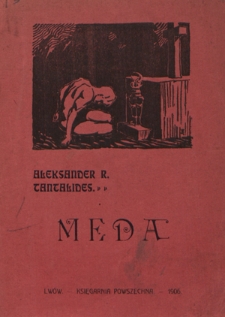 ALEKSANDER R.
TANTALIDES.
MEDA
LWÓW. — KSIĘGARNIA POWSZECHNA — 1906.